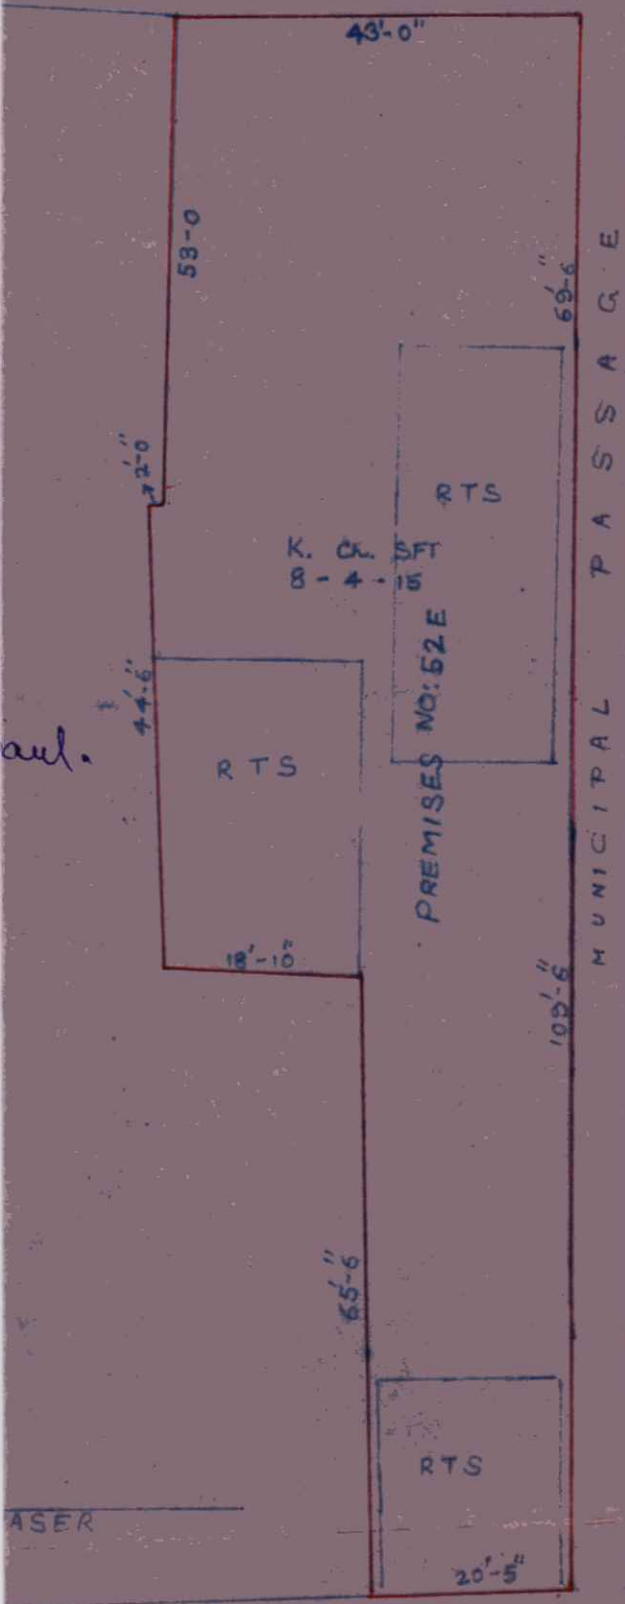 43'-0"
53-0
69'-6"
2'-0"
RTS
K. Ch. SFT
8 - 4 - 15
PREMISES NO: 52E
MUNICIPAL PASSAGE
44'-6"
aul.
RTS
18'-10"
109'-6"
65'-6"
RTS
ASER
20'-5"